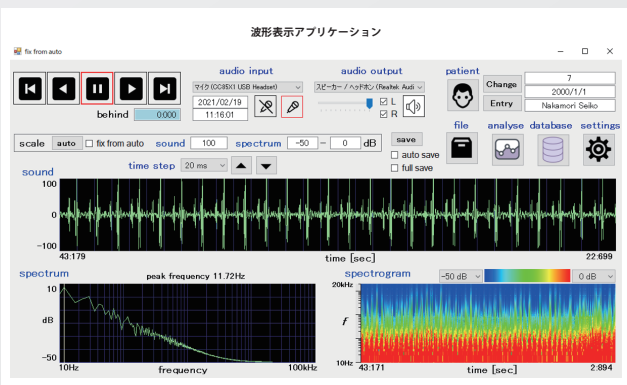 波形表示アプリケーション
fix from auto
audio input
audio output
patient
マイク (CC85X1 USB Headset)
スピーカー / ヘッドホン (Realtek Audi
L
R
2021/02/19
11:16:01
behind 0:000
Change
Entry
7
2000/1/1
Nakamori Seiko
file analyse database settings
scale auto fix from auto sound 100 spectrum -50 - 0 dB
save
auto save
full save
time step 20 ms
sound
100
0
-100
43:179 time [sec] 22:699
spectrum peak frequency 11.72Hz
10
dB
-50
10Hz frequency 100kHz
spectrogram -50 dB 0 dB
20kHz
f
10Hz
43:171 time [sec] 2:894